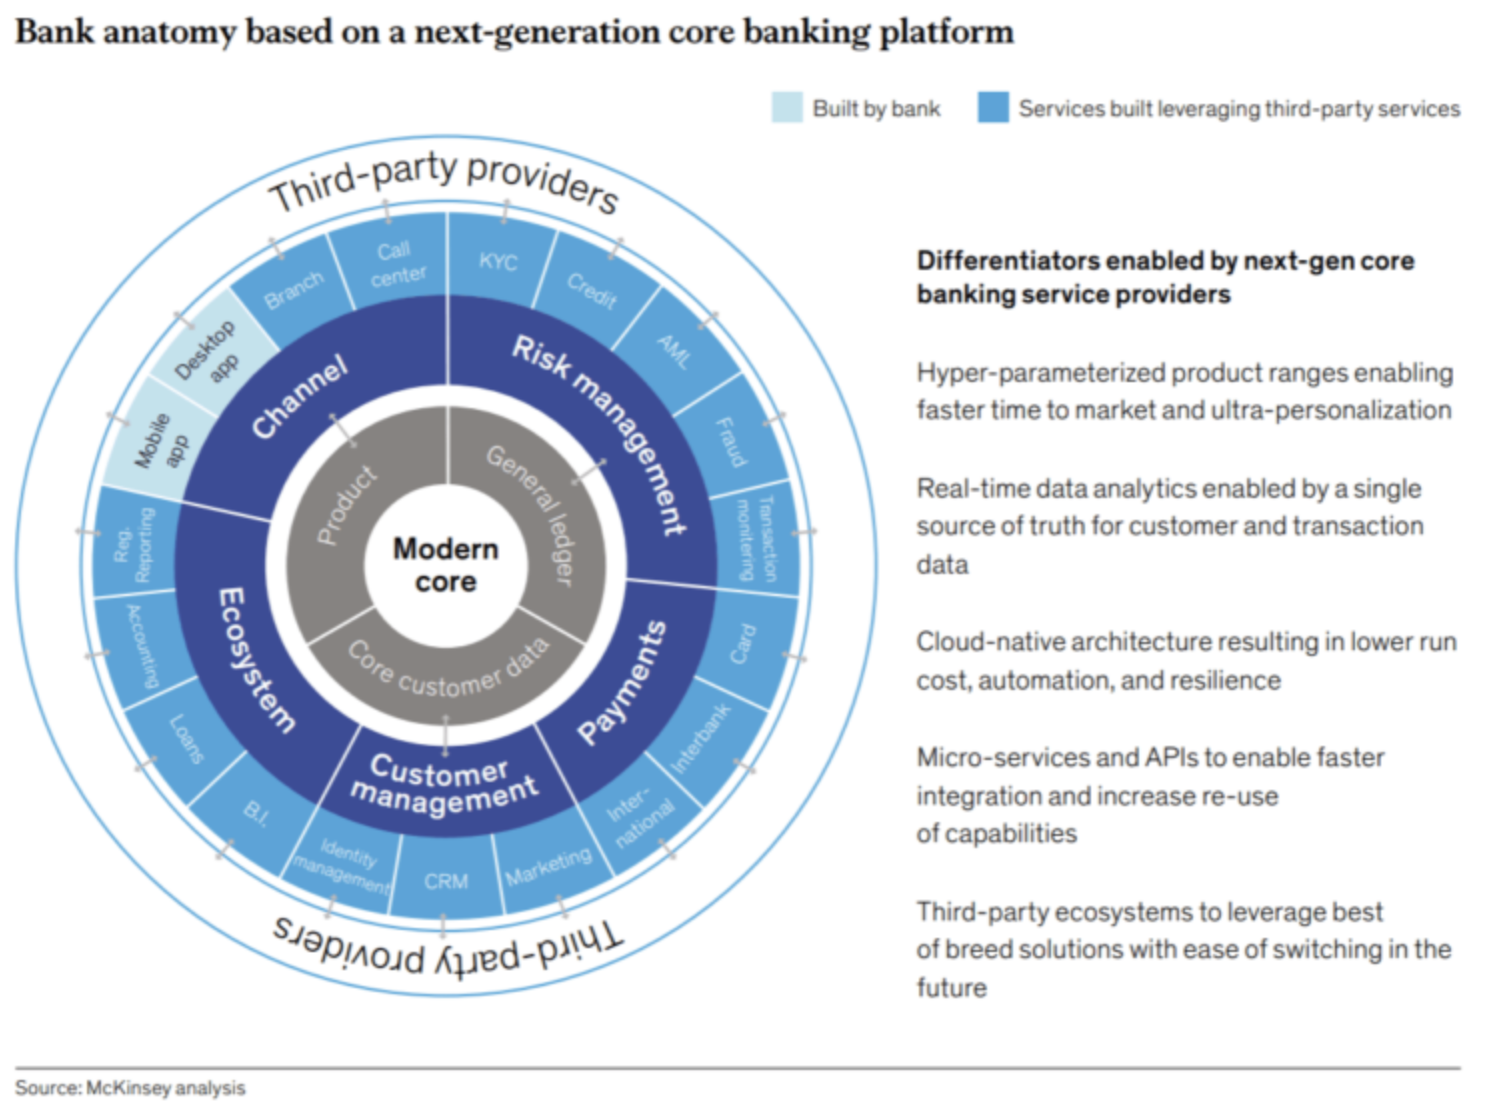 Bank anatomy based on a next-generation core banking platform
Built by bank
Services built leveraging third-party services
Third-party providers
Call
center
KYC
Credit
AML
Fraud
Transaction
monitering
Card
Interbank
Inter-
national
Marketing
CRM
Identity
management
B.I.
Loans
Accounting
Reg.
Reporting
Mobile
app
Desktop
app
Branch
Channel
Risk management
Payments
Customer
management
Ecosystem
Product
General ledger
Core customer data
Modern
core
Third-party providers
Differentiators enabled by next-gen core
banking service providers
Hyper-parameterized product ranges enabling
faster time to market and ultra-personalization
Real-time data analytics enabled by a single
source of truth for customer and transaction
data
Cloud-native architecture resulting in lower run
cost, automation, and resilience
Micro-services and APIs to enable faster
integration and increase re-use
of capabilities
Third-party ecosystems to leverage best
of breed solutions with ease of switching in the
future
Source: McKinsey analysis